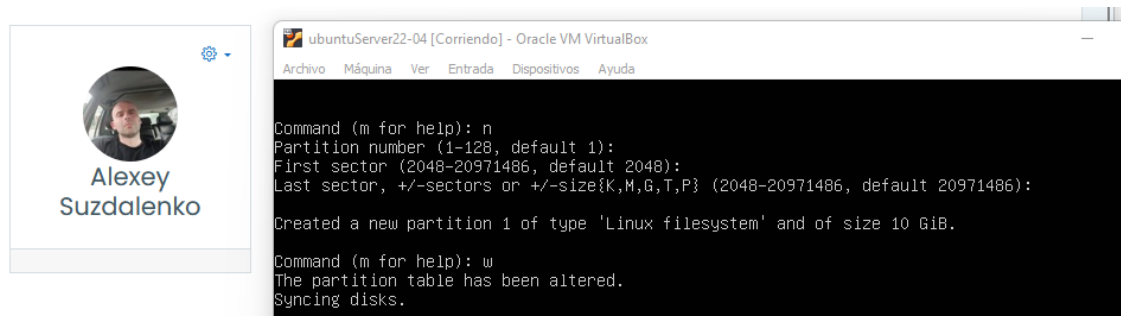 Alexey
Suzdalenko
ubuntuServer22-04 [Corriendo] - Oracle VM VirtualBox
Archivo Máquina Ver Entrada Dispositivos Ayuda
Command (m for help): n
Partition number (1-128, default 1):
First sector (2048-20971486, default 2048):
Last sector, +/-sectors or +/-size{K,M,G,T,P} (2048-20971486, default 20971486):
Created a new partition 1 of type 'Linux filesystem' and of size 10 GiB.
Command (m for help): w
The partition table has been altered.
Syncing disks.